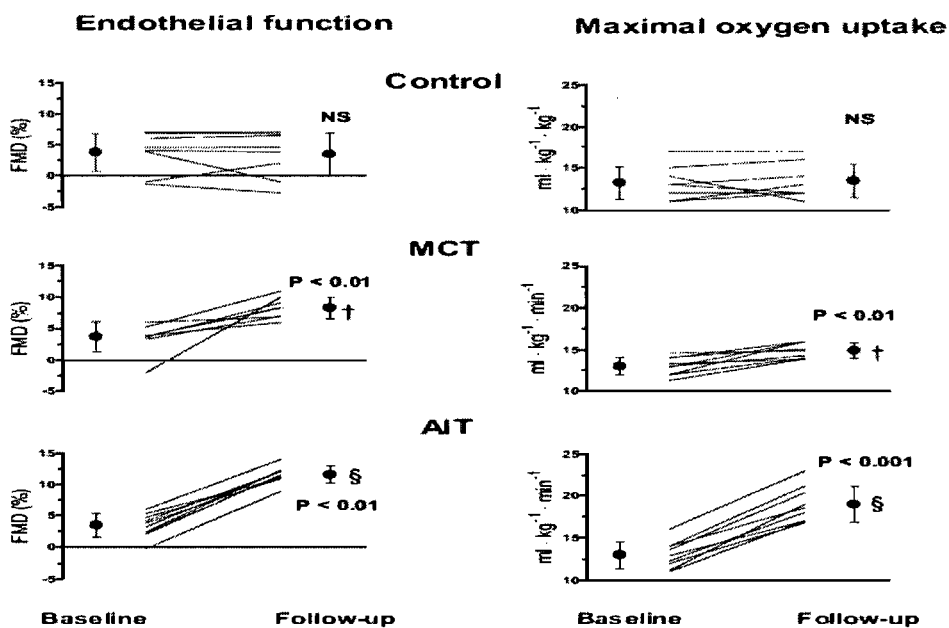 Endothelial function
Maximal oxygen uptake
Control
FMD (%)
15
10
5
0
-5
NS
ml · kg⁻¹ · kg⁻¹
25
20
15
10
NS
MCT
FMD (%)
15
10
5
0
-5
P < 0.01
†
ml · kg⁻¹ · min⁻¹
25
20
15
10
P < 0.01
†
AIT
FMD (%)
15
10
5
0
-5
§
P < 0.01
ml · kg⁻¹ · min⁻¹
25
20
15
10
P < 0.001
§
Baseline
Follow-up
Baseline
Follow-up